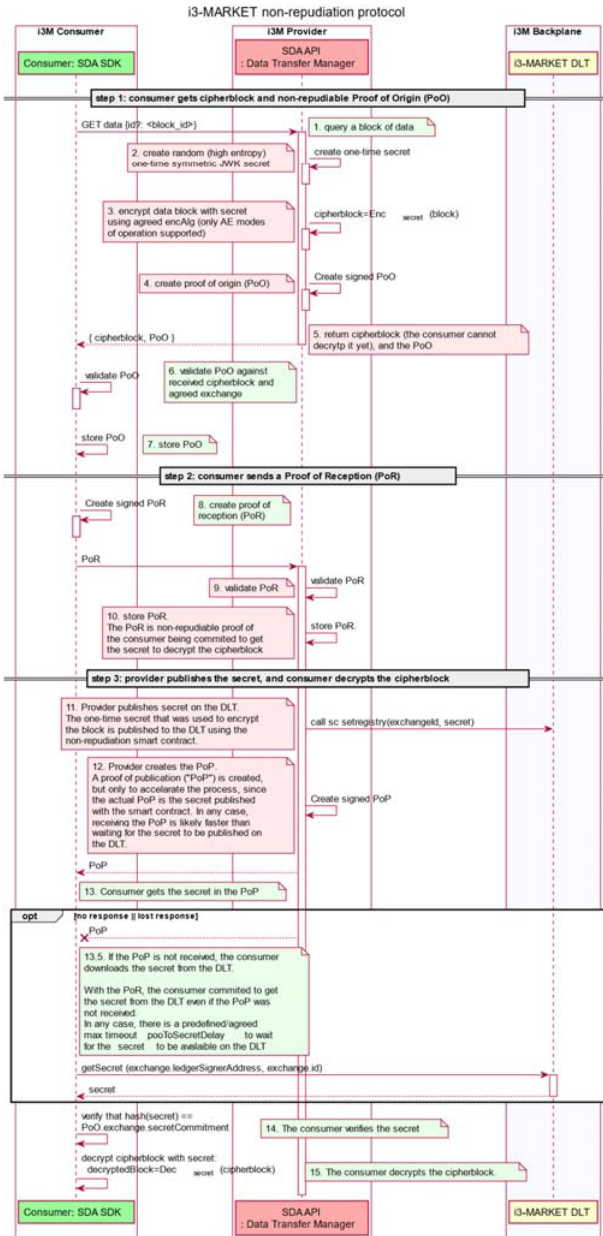 i3-MARKET non-repudiation protocol
i3M Consumer
i3M Provider
i3M Backplane
Consumer: SDA SDK
SDA API
: Data Transfer Manager
i3-MARKET DLT
step 1: consumer gets cipherblock and non-repudiable Proof of Origin (PoO)
GET data {id?: <block_id>}
1. query a block of data
2. create random (high entropy)
one-time symmetric JWK secret
create one-time secret
3. encrypt data block with secret
using agreed encAlg (only AE modes
of operation supported)
cipherblock=Enc secret (block)
4. create proof of origin (PoO)
Create signed PoO
{ cipherblock, PoO }
5. return cipherblock (the consumer cannot
decrytp it yet), and the PoO
validate PoO
6. validate PoO against
received cipherblock and
agreed exchange
store PoO
7. store PoO
step 2: consumer sends a Proof of Reception (PoR)
Create signed PoR
8. create proof of
reception (PoR)
PoR
9. validate PoR
validate PoR
10. store PoR.
The PoR is non-repudiable proof of
the consumer being commited to get
the secret to decrypt the cipherblock
store PoR.
step 3: provider publishes the secret, and consumer decrypts the cipherblock
11. Provider publishes secret on the DLT.
The one-time secret that was used to encrypt
the block is published to the DLT using the
non-repudiation smart contract.
call sc setregistry(exchangeId, secret)
12. Provider creates the PoP.
A proof of publication ("PoP") is created,
but only to accelarate the process, since
the actual PoP is the secret published
with the smart contract. In any case,
receiving the PoP is likely faster than
waiting for the secret to be published on
the DLT.
Create signed PoP
PoP
13. Consumer gets the secret in the PoP
opt
[no response || lost response]
PoP
13.5. If the PoP is not received, the consumer
downloads the secret from the DLT.
With the PoR, the consumer commited to get
the secret from the DLT even if the PoP was
not received.
In any case, there is a predefined/agreed
max timeout pooToSecretDelay to wait
for the secret to be avalaible on the DLT
getSecret (exchange.ledgerSignerAddress, exchange.id)
secret
verify that hash(secret) ==
PoO.exchange.secretCommitment
14. The consumer verifies the secret
decrypt cipherblock with secret:
decryptedBlock=Dec secret (cipherblock)
15. The consumer decrypts the cipherblock.
Consumer: SDA SDK
SDA API
: Data Transfer Manager
i3-MARKET DLT